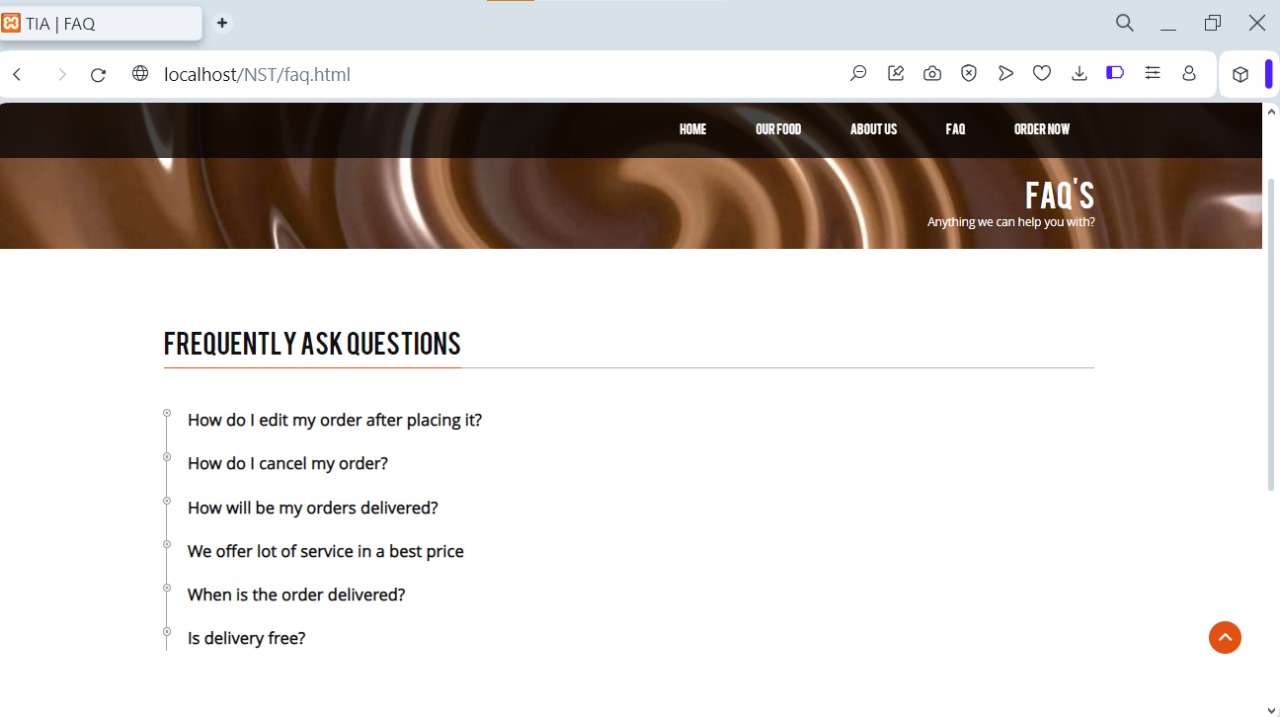 TIA | FAQ
localhost/NST/faq.html
HOME OUR FOOD ABOUT US FAQ ORDER NOW
FAQ'S
Anything we can help you with?
FREQUENTLY ASK QUESTIONS
How do I edit my order after placing it?
How do I cancel my order?
How will be my orders delivered?
We offer lot of service in a best price
When is the order delivered?
Is delivery free?